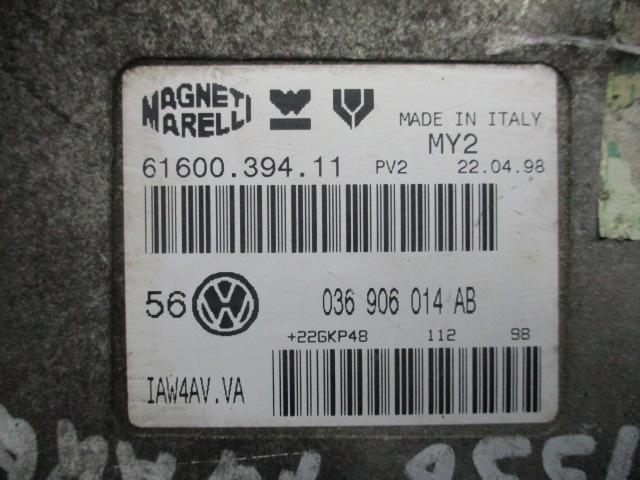 MAGNETI
MARELLI
MADE IN ITALY
MY2
61600.394.11 PV2 22.04.98
56 VW 036 906 014 AB
+22GKP48 112 98
IAW4AV.VA